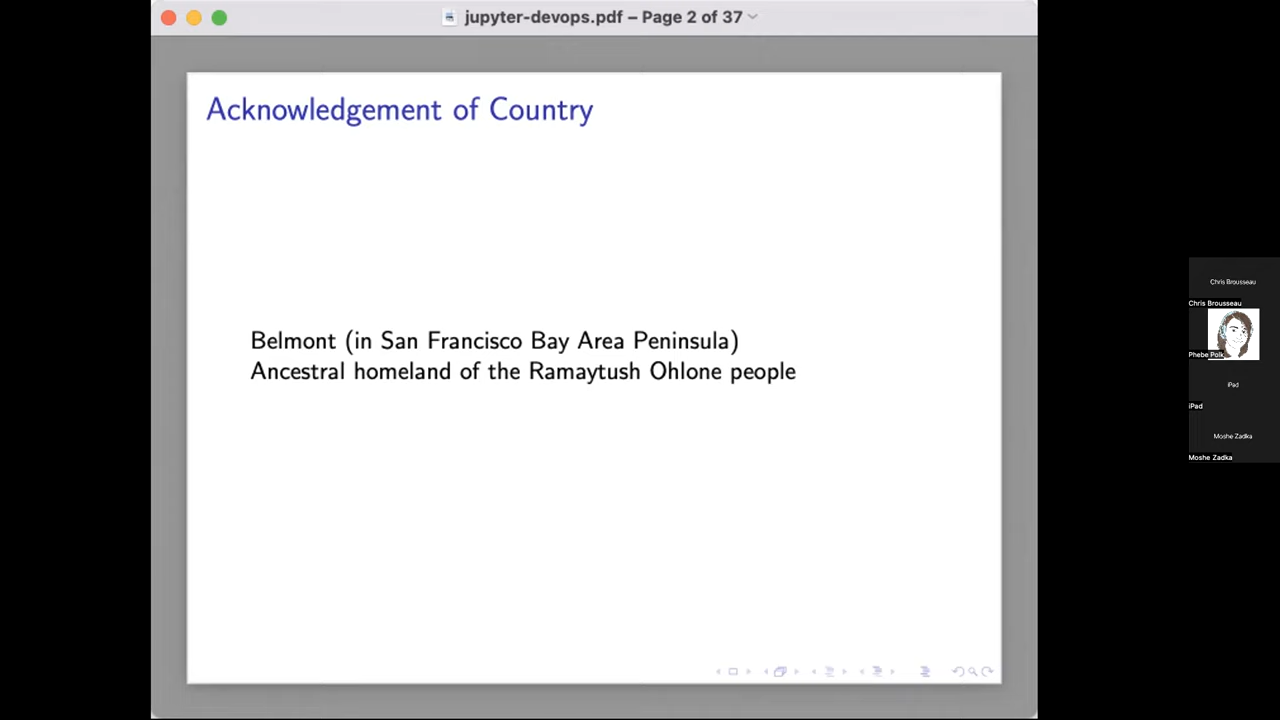 jupyter-devops.pdf – Page 2 of 37
Acknowledgement of Country
Belmont (in San Francisco Bay Area Peninsula)
Ancestral homeland of the Ramaytush Ohlone people
Chris Brousseau
Chris Brousseau
Phebe Polk
iPad
iPad
Moshe Zadka
Moshe Zadka